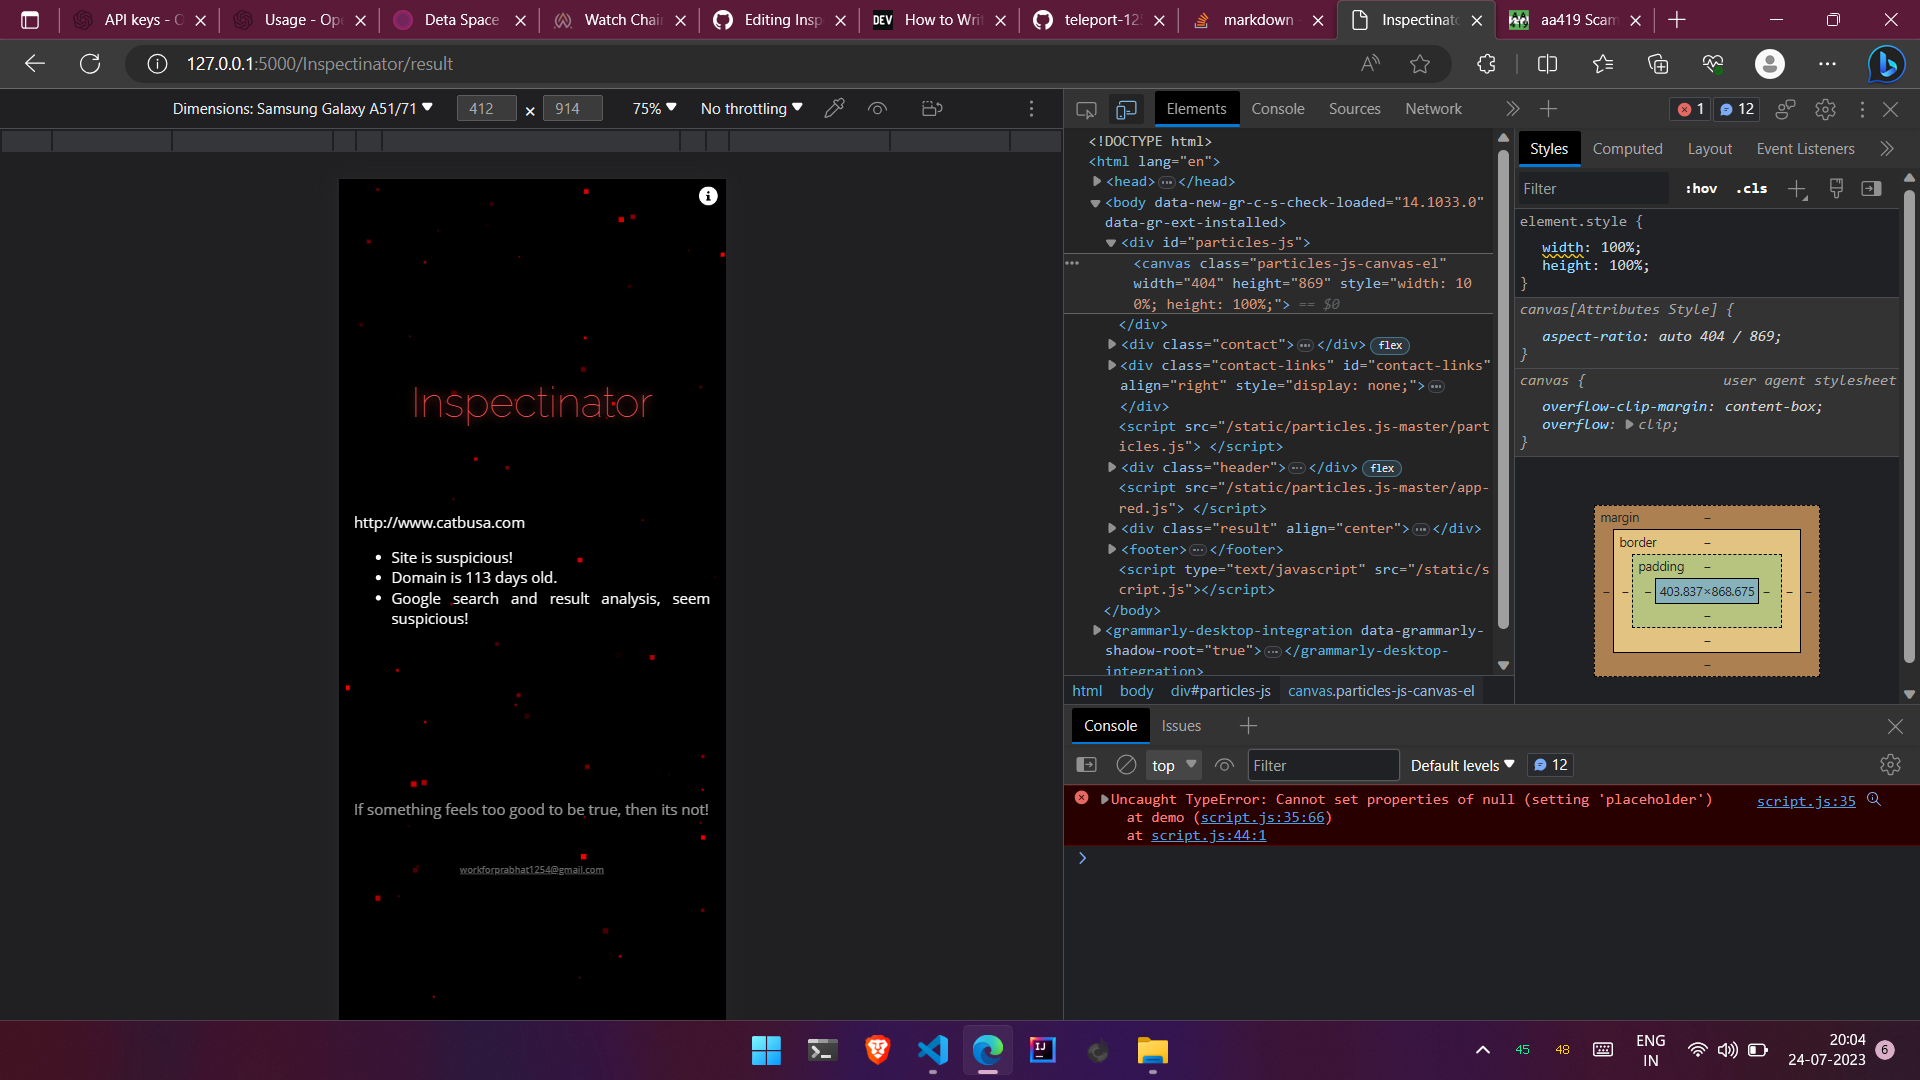 API keys - O
Usage - Ope
Deta Space
Watch Chai
Editing Insp
DEV How to Writ
teleport-12
markdown -
Inspectinato
aa419 Scam
127.0.0.1:5000/Inspectinator/result
Dimensions: Samsung Galaxy A51/71
412 × 914
75%
No throttling
Elements Console Sources Network
1 12
Inspectinator
http://www.catbusa.com
• Site is suspicious!
• Domain is 113 days old.
• Google search and result analysis, seem
suspicious!
If something feels too good to be true, then its not!
workforprabhat1254@gmail.com
<!DOCTYPE html>
<html lang="en">
<head> ••• </head>
<body data-new-gr-c-s-check-loaded="14.1033.0"
data-gr-ext-installed>
<div id="particles-js">
<canvas class="particles-js-canvas-el"
width="404" height="869" style="width: 10
0%; height: 100%;"> == $0
</div>
<div class="contact"> ••• </div> flex
<div class="contact-links" id="contact-links"
align="right" style="display: none;"> •••
</div>
<script src="/static/particles.js-master/part
icles.js"> </script>
<div class="header"> ••• </div> flex
<script src="/static/particles.js-master/app-
red.js"> </script>
<div class="result" align="center"> ••• </div>
<footer> ••• </footer>
<script type="text/javascript" src="/static/s
cript.js"></script>
</body>
<grammarly-desktop-integration data-grammarly-
shadow-root="true"> ••• </grammarly-desktop-
integration>
html body div#particles-js canvas.particles-js-canvas-el
Styles Computed Layout Event Listeners
Filter :hov .cls
element.style {
width: 100%;
height: 100%;
}
canvas[Attributes Style] {
aspect-ratio: auto 404 / 869;
}
canvas { user agent stylesheet
overflow-clip-margin: content-box;
overflow: clip;
}
margin –
border –
padding –
– – – 403.837×868.675 – – –
–
–
–
Console Issues
top Filter Default levels 12
Uncaught TypeError: Cannot set properties of null (setting 'placeholder') script.js:35
at demo (script.js:35:66)
at script.js:44:1
45 48
ENG
IN
20:04
24-07-2023
6